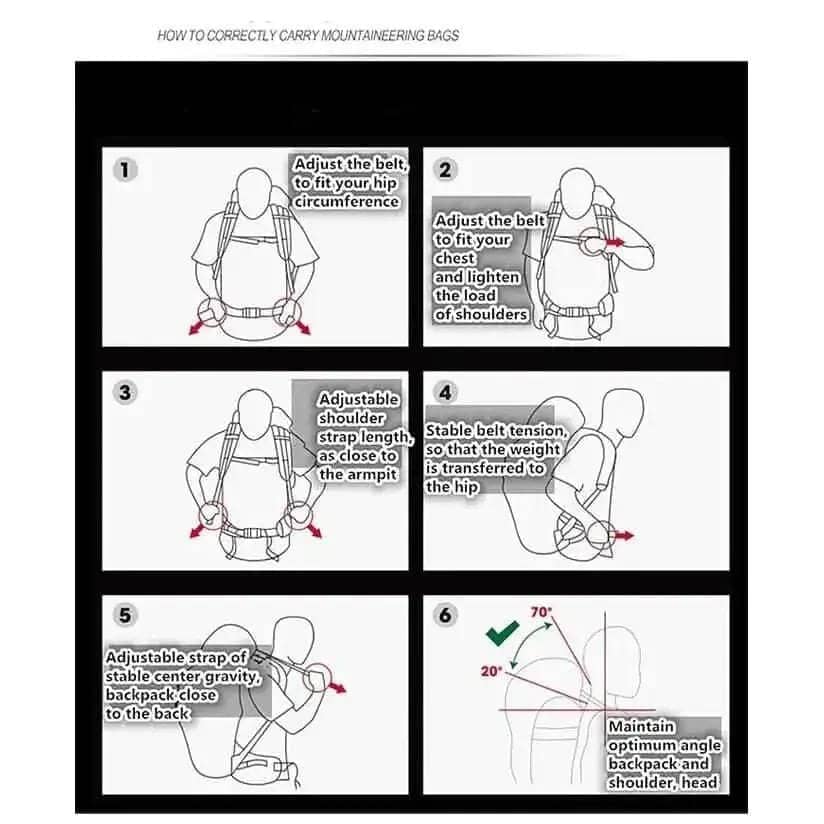 HOW TO CORRECTLY CARRY MOUNTAINEERING BAGS
1
Adjust the belt,
to fit your hip
circumference
2
Adjust the belt
to fit your
chest
and lighten
the load
of shoulders
3
Adjustable
shoulder
strap length,
as close to
the armpit
4
Stable belt tension,
so that the weight
is transferred to
the hip
5
Adjustable strap of
stable center gravity,
backpack close
to the back
6
70°
20°
Maintain
optimum angle
backpack and
shoulder, head